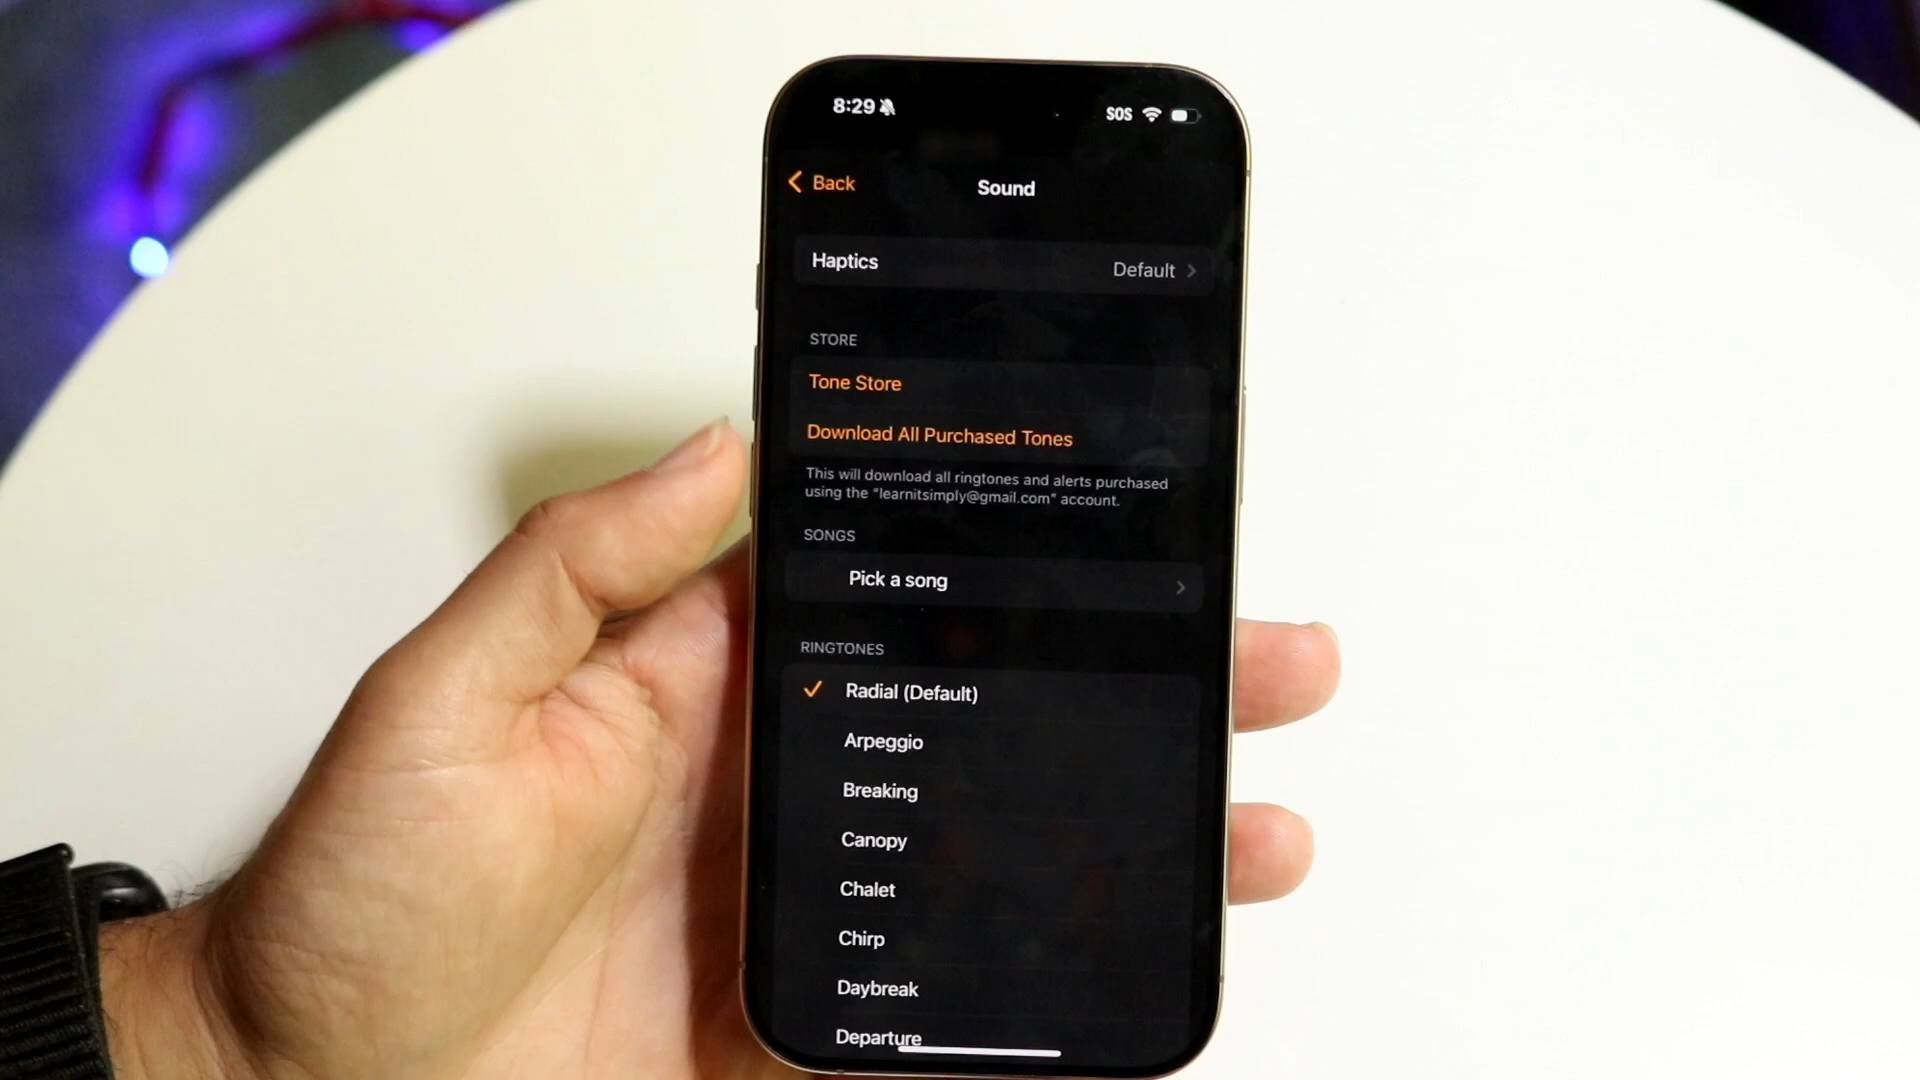 8:29
SOS
Back
Sound
Haptics
Default
STORE
Tone Store
Download All Purchased Tones
This will download all ringtones and alerts purchased
using the "learnitsimply@gmail.com" account.
SONGS
Pick a song
RINGTONES
Radial (Default)
Arpeggio
Breaking
Canopy
Chalet
Chirp
Daybreak
Departure